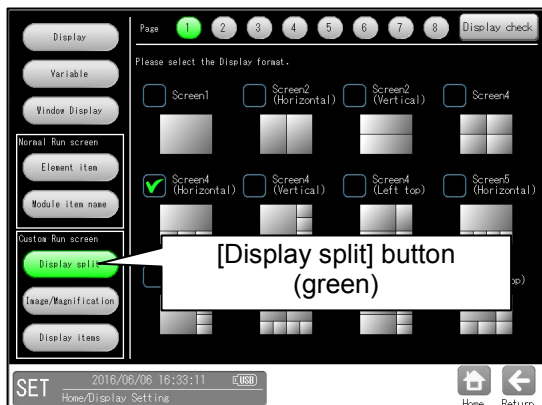 Display
Variable
Window Display
Normal Run screen
Element item
Module item name
Custom Run screen
Display split
Image/Magnification
Display items
Page 1 2 3 4 5 6 7 8 Display check
Please select the Display format.
Screen1
Screen2
(Horizontal)
Screen2
(Vertical)
Screen4
Screen4
(Horizontal)
Screen4
(Vertical)
Screen4
(Left top)
Screen5
(Horizontal)
[Display split] button
(green)
SET
2016/06/06 16:33:11 USB
Home/Display Setting
Home Return